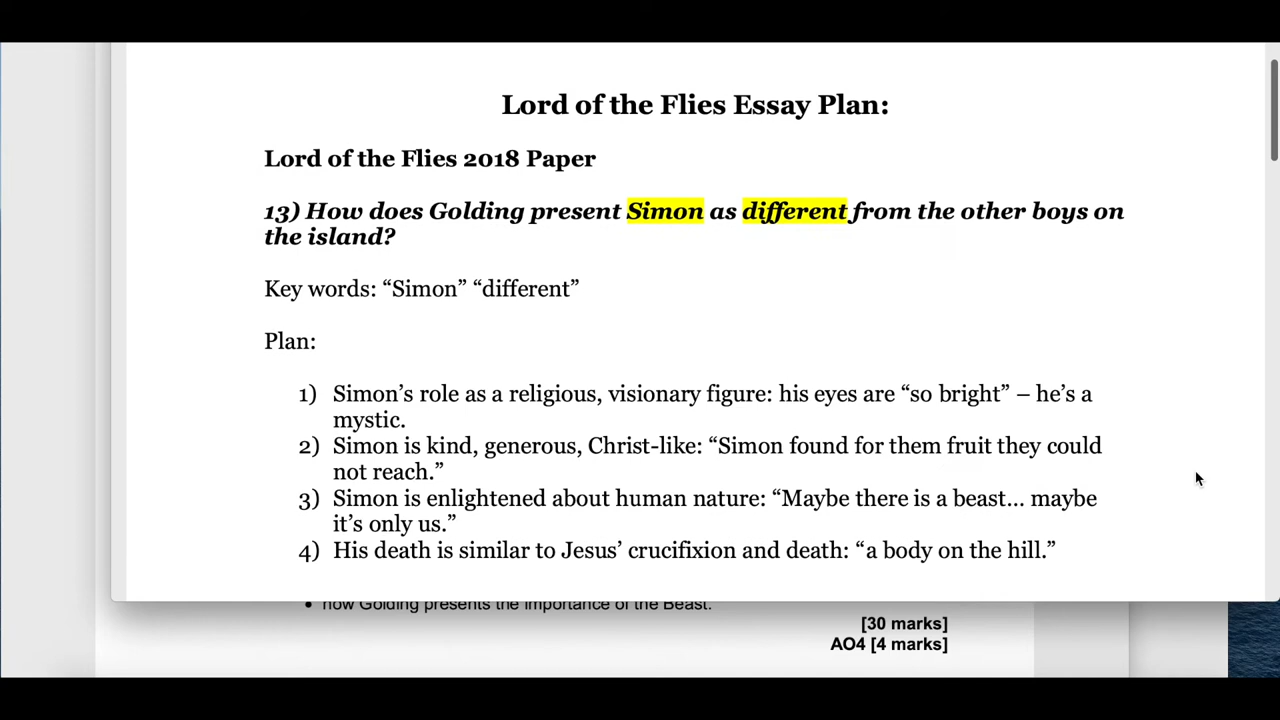 Lord of the Flies Essay Plan:
Lord of the Flies 2018 Paper
13) How does Golding present Simon as different from the other boys on
the island?
Key words: “Simon” “different”
Plan:
1) Simon’s role as a religious, visionary figure: his eyes are “so bright” – he’s a
mystic.
2) Simon is kind, generous, Christ-like: “Simon found for them fruit they could
not reach.”
3) Simon is enlightened about human nature: “Maybe there is a beast… maybe
it’s only us.”
4) His death is similar to Jesus’ crucifixion and death: “a body on the hill.”
• how Golding presents the importance of the Beast.
[30 marks]
AO4 [4 marks]